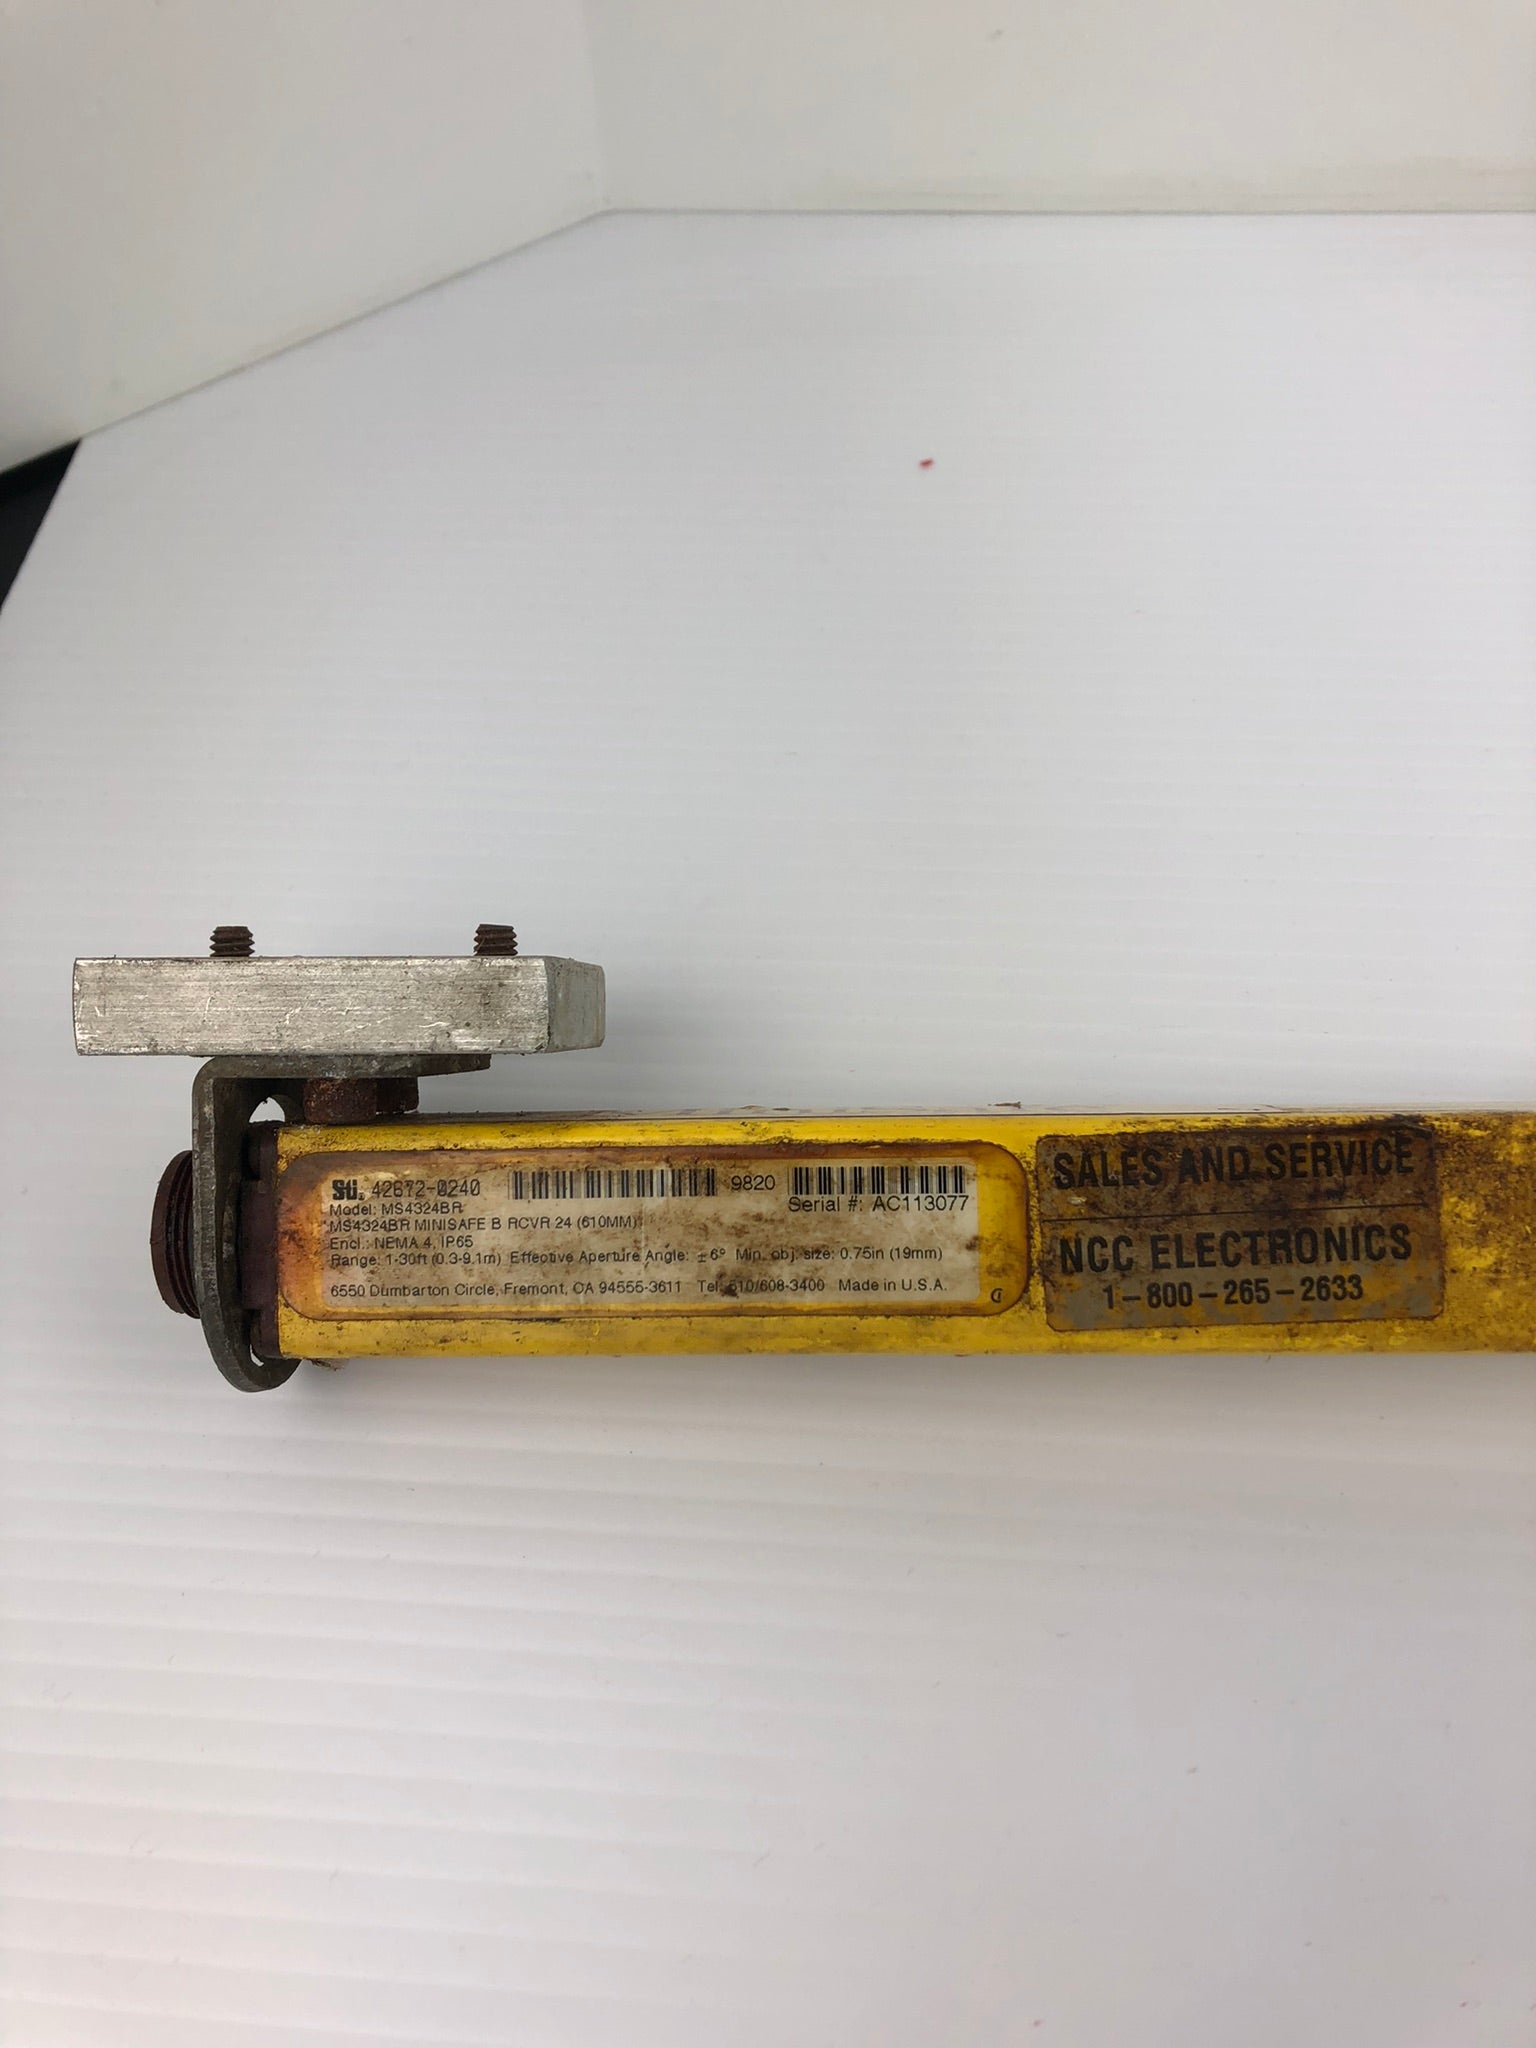 STI. 42672-0240 9820
Serial #: AC113077
Model: MS4324BR
MS4324BR MINISAFE B RCVR 24 (610MM)
Encl.: NEMA 4, IP65
Range: 1-30ft (0.3-9.1m) Effective Aperture Angle: ±6° Min. obj. size: 0.75in (19mm)
6550 Dumbarton Circle, Fremont, CA 94555-3611 Tel: 510/608-3400 Made in U.S.A.
SALES AND SERVICE
NCC ELECTRONICS
1-800-265-2633